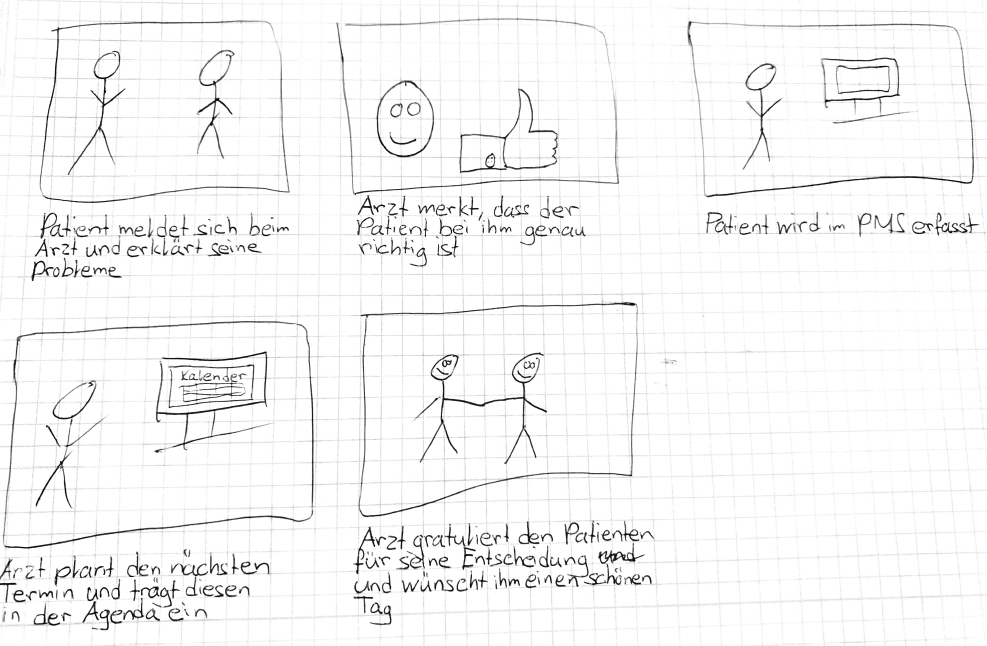 Patient meldet sich beim
Arzt und erklärt seine
Probleme
Arzt merkt, dass der
Patient bei ihm genau
richtig ist
Patient wird im PMS erfasst
Kalender
Arzt plant den nächsten
Termin und trägt diesen
in der Agenda ein
Arzt gratuliert den Patienten
für seine Entscheidung
und wünscht ihm einen schönen
Tag